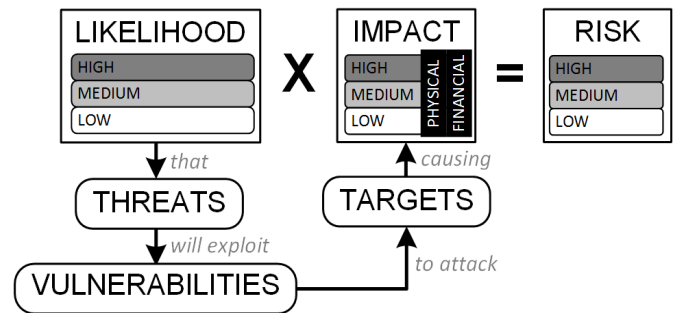 LIKELIHOOD
HIGH
MEDIUM
LOW
X
IMPACT
HIGH
MEDIUM
LOW
PHYSICAL
FINANCIAL
=
RISK
HIGH
MEDIUM
LOW
that
causing
THREATS
TARGETS
will exploit
to attack
VULNERABILITIES